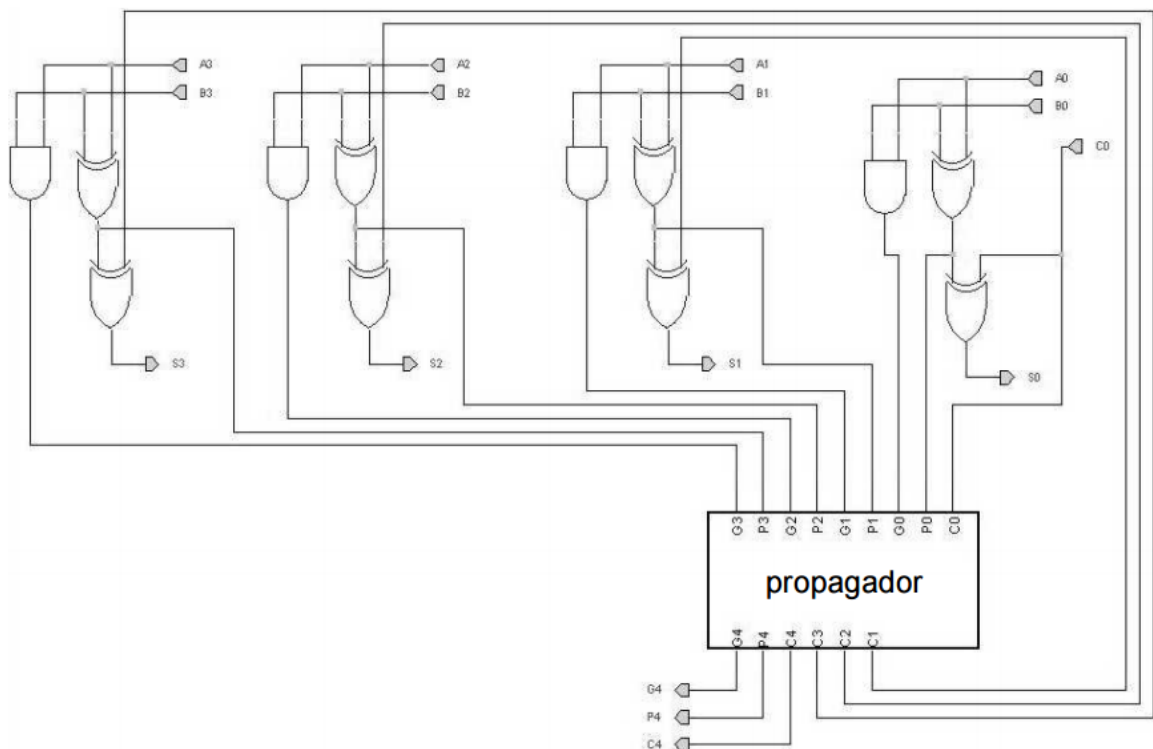 A3
B3
A2
B2
A1
B1
A0
B0
C0
S3
S2
S1
S0
G3 P3 G2 P2 G1 P1 G0 P0 C0
propagador
G4 P4 C4 C3 C2 C1
G4
P4
C4